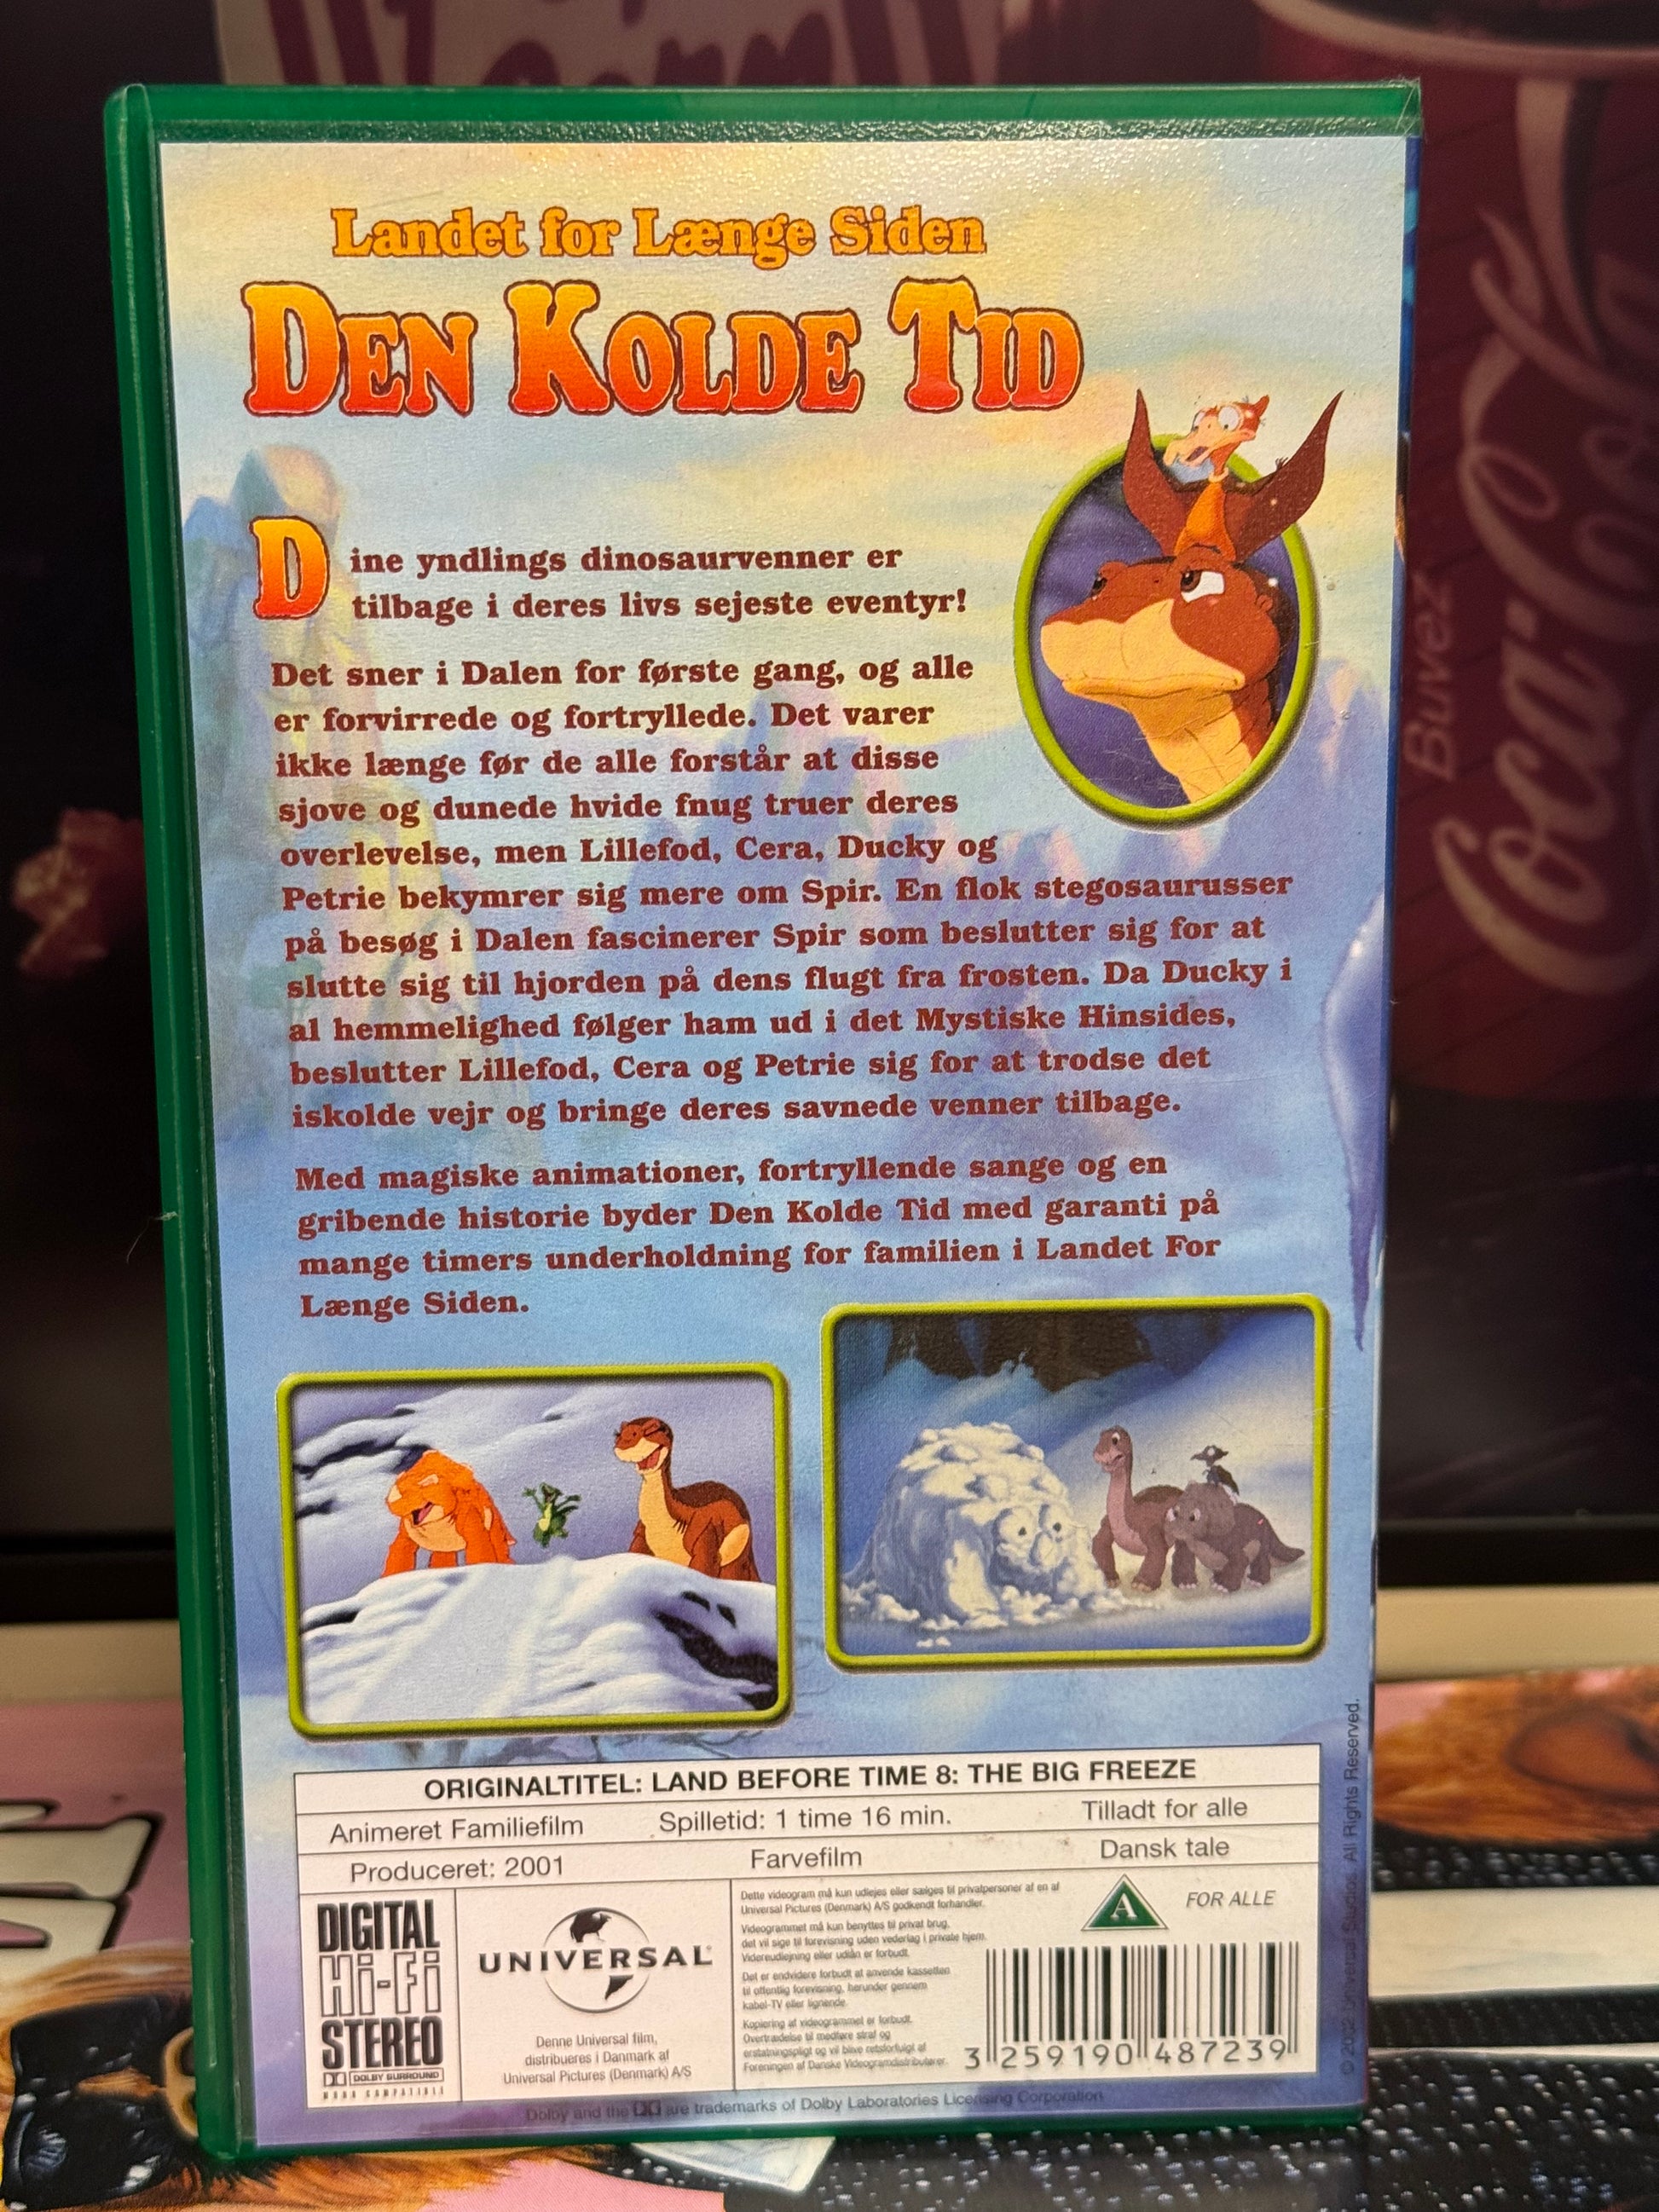 Landet for Længe Siden
DEN KOLDE TID
Dine yndlings dinosaurvenner er
tilbage i deres livs sejeste eventyr!
Det sner i Dalen for første gang, og alle
er forvirrede og fortryllede. Det varer
ikke længe før de alle forstår at disse
sjove og dunede hvide fnug truer deres
overlevelse, men Lillefod, Cera, Ducky og
Petrie bekymrer sig mere om Spir. En flok stegosaurusser
på besøg i Dalen fascinerer Spir som beslutter sig for at
slutte sig til hjorden på dens flugt fra frosten. Da Ducky i
al hemmelighed følger ham ud i det Mystiske Hinsides,
beslutter Lillefod, Cera og Petrie sig for at trodse det
iskolde vejr og bringe deres savnede venner tilbage.
Med magiske animationer, fortryllende sange og en
gribende historie byder Den Kolde Tid med garanti på
mange timers underholdning for familien i Landet For
Længe Siden.
ORIGINALTITEL: LAND BEFORE TIME 8: THE BIG FREEZE
Animeret Familiefilm Spilletid: 1 time 16 min. Tilladt for alle
Produceret: 2001 Farvefilm Dansk tale
DIGITAL
Hi-Fi
STEREO
DOLBY SURROUND
UNIVERSAL
Denne Universal film,
distribueres i Danmark af
Universal Pictures (Denmark) A/S
Dette videogram må kun udlejes eller sælges til privatpersoner af en af
Universal Pictures (Denmark) A/S godkendt forhandler.
Videogrammet må kun benyttes til privat brug,
det vil sige til forevisning uden vederlag i private hjem.
Videreudlejning eller udlån er forbudt.
Det er endvidere forbudt at anvende kassetten
til offentlig forevisning, herunder gennem
kabel-TV eller lignende.
Kopiering af videogrammet er forbudt.
Overtrædelse til medføre straf og
erstatningspligt og vil blive retsforfulgt af
Foreningen af Danske Videogramdistributører.
A FOR ALLE
3 259190 487239
Dolby and the are trademarks of Dolby Laboratories Licensing Corporation
© 2002 Universal Studios. All Rights Reserved.
Buvez
Coca-Cola